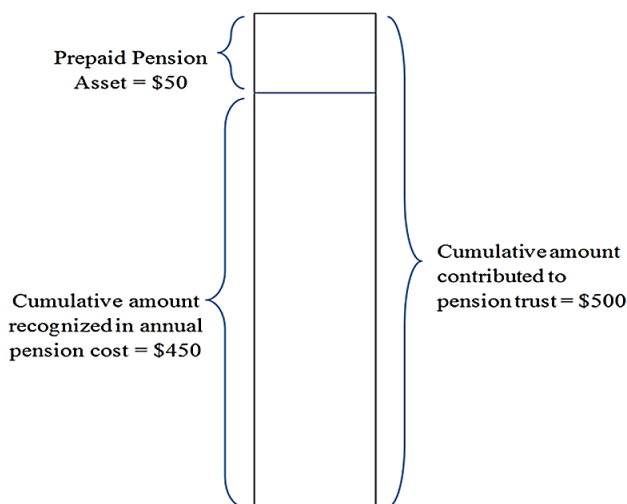 Prepaid Pension
Asset = $50
Cumulative amount
contributed to
pension trust = $500
Cumulative amount
recognized in annual
pension cost = $450